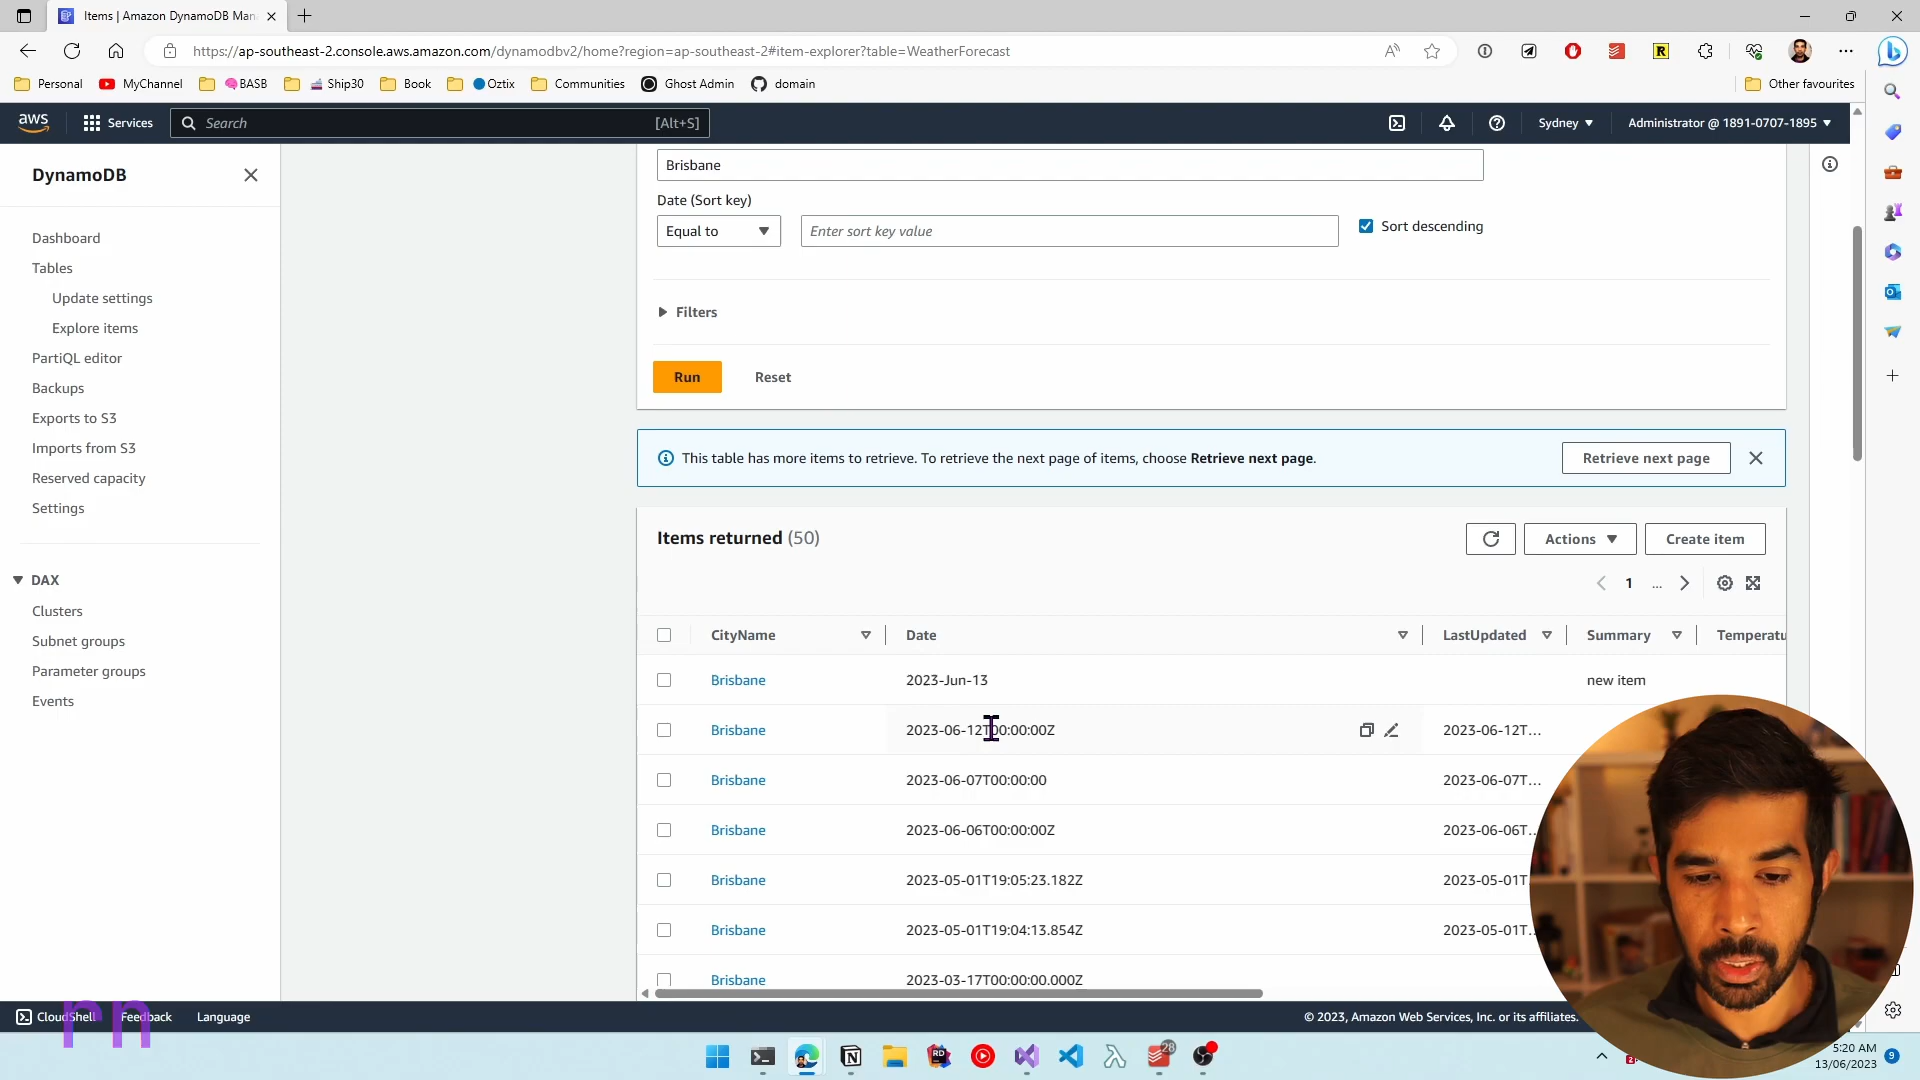 Items | Amazon DynamoDB Man
https://ap-southeast-2.console.aws.amazon.com/dynamodbv2/home?region=ap-southeast-2#item-explorer?table=WeatherForecast
Personal MyChannel BASB Ship30 Book Oztix Communities Ghost Admin domain Other favourites
aws Services Search [Alt+S] Sydney Administrator @ 1891-0707-1895
DynamoDB
Dashboard
Tables
Update settings
Explore items
PartiQL editor
Backups
Exports to S3
Imports from S3
Reserved capacity
Settings
DAX
Clusters
Subnet groups
Parameter groups
Events
Brisbane
Date (Sort key)
Equal to Enter sort key value Sort descending
Filters
Run Reset
This table has more items to retrieve. To retrieve the next page of items, choose Retrieve next page. Retrieve next page
Items returned (50) Actions Create item
1 ...
CityName Date LastUpdated Summary Temperatu
Brisbane 2023-Jun-13 new item
Brisbane 2023-06-12T00:00:00Z 2023-06-12T...
Brisbane 2023-06-07T00:00:00 2023-06-07T...
Brisbane 2023-06-06T00:00:00Z 2023-06-06T...
Brisbane 2023-05-01T19:05:23.182Z 2023-05-01T
Brisbane 2023-05-01T19:04:13.854Z 2023-05-01T...
Brisbane 2023-03-17T00:00:00.000Z
CloudShell Feedback Language © 2023, Amazon Web Services, Inc. or its affiliates.
rn
28
5:20 AM
13/06/2023
9